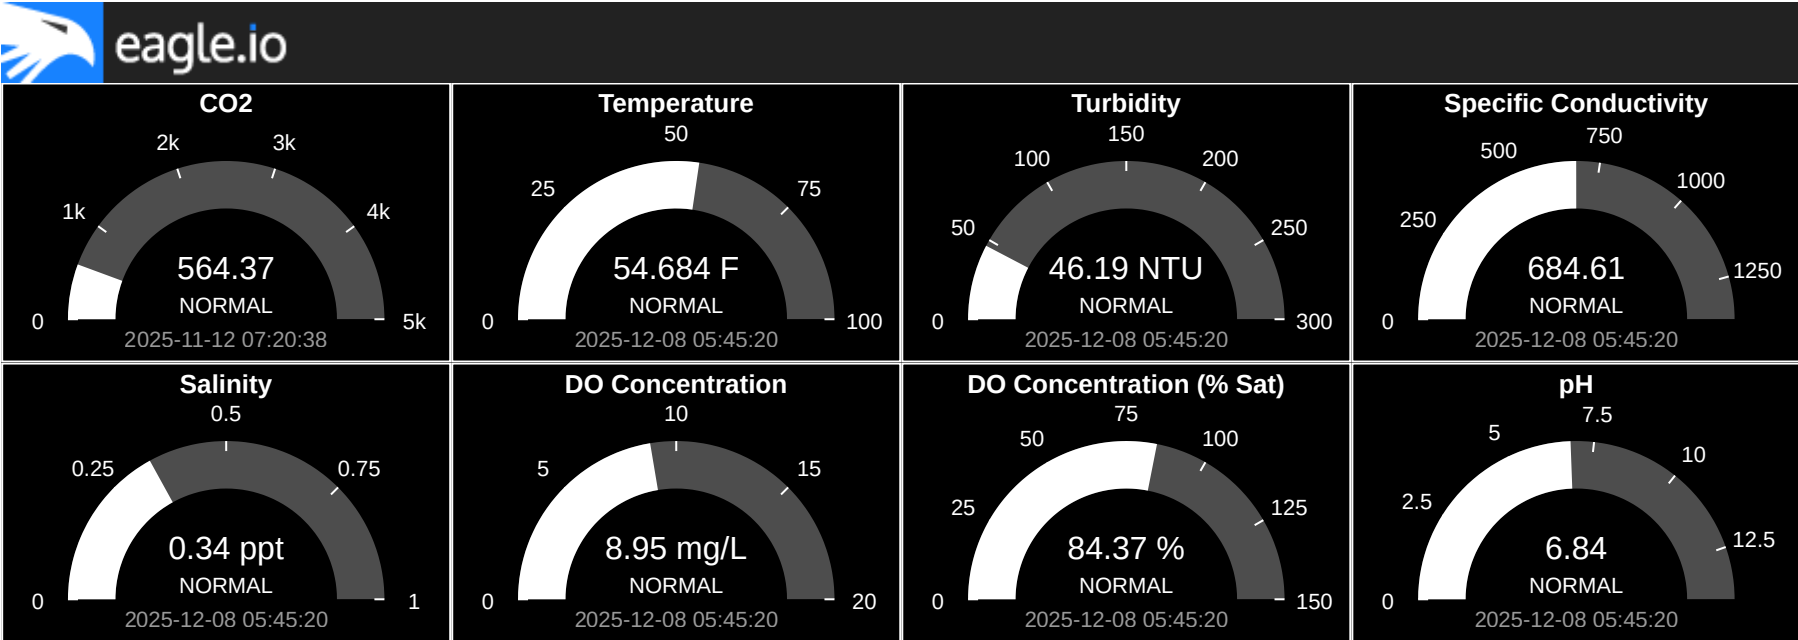 eagle.io
CO2
0
1k
2k
3k
4k
5k
564.37
NORMAL
2025-11-12 07:20:38
Temperature
0
25
50
75
100
54.684 F
NORMAL
2025-12-08 05:45:20
Turbidity
0
50
100
150
200
250
300
46.19 NTU
NORMAL
2025-12-08 05:45:20
Specific Conductivity
0
250
500
750
1000
1250
684.61
NORMAL
2025-12-08 05:45:20
Salinity
0
0.25
0.5
0.75
1
0.34 ppt
NORMAL
2025-12-08 05:45:20
DO Concentration
0
5
10
15
20
8.95 mg/L
NORMAL
2025-12-08 05:45:20
DO Concentration (% Sat)
0
25
50
75
100
125
150
84.37 %
NORMAL
2025-12-08 05:45:20
pH
0
2.5
5
7.5
10
12.5
6.84
NORMAL
2025-12-08 05:45:20